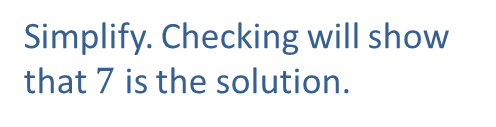 Simplify. Checking will show
that 7 is the solution.